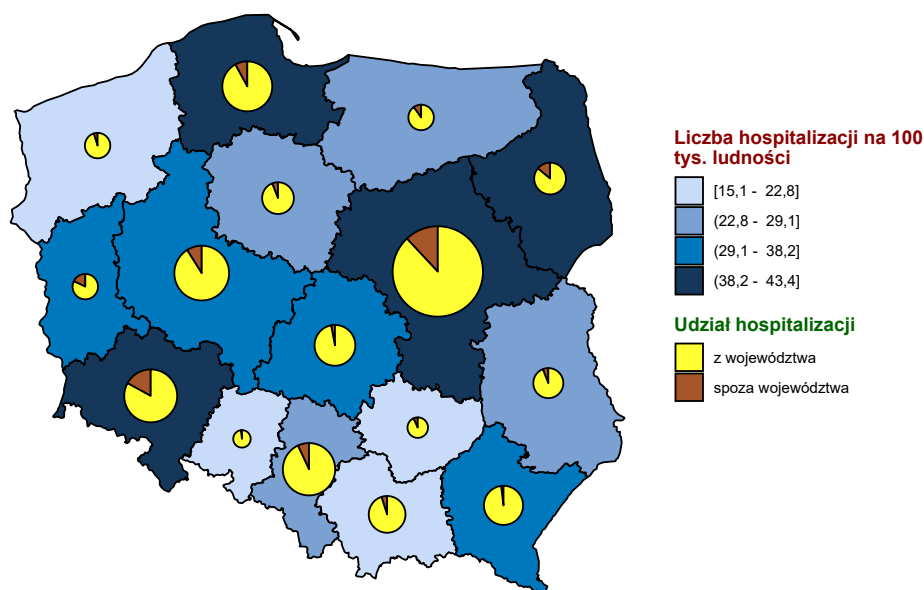 Liczba hospitalizacji na 100
tys. ludności
[15,1 - 22,8]
(22,8 - 29,1]
(29,1 - 38,2]
(38,2 - 43,4]
Udział hospitalizacji
z województwa
spoza województwa